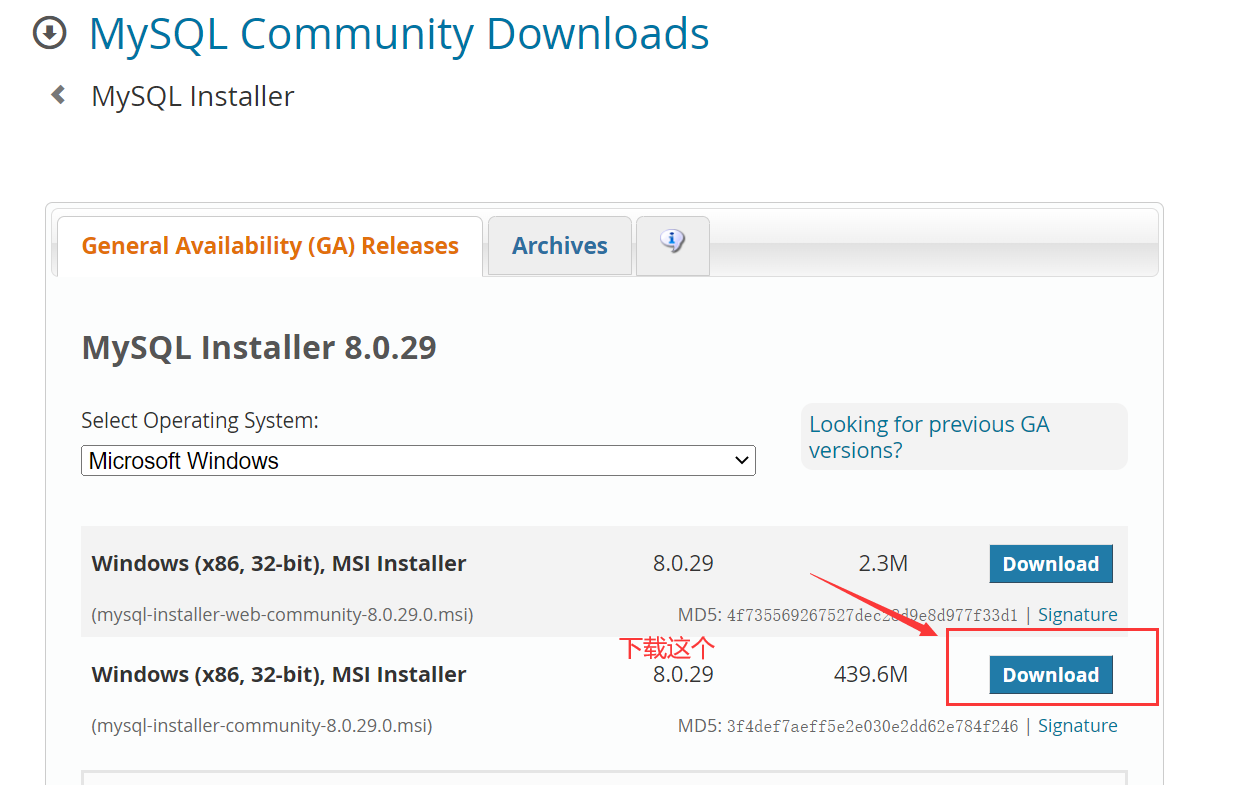 MySQL Community Downloads
MySQL Installer
General Availability (GA) Releases
Archives
MySQL Installer 8.0.29
Select Operating System:
Looking for previous GA versions?
Microsoft Windows
Windows (x86, 32-bit), MSI Installer 8.0.29 2.3M Download
(mysql-installer-web-community-8.0.29.0.msi) MD5: | Signature
下载这个
Windows (x86, 32-bit), MSI Installer 8.0.29 439.6M Download
(mysql-installer-community-8.0.29.0.msi) MD5: 3f4def7aeff5e2e030e2dd62e784f246 | Signature